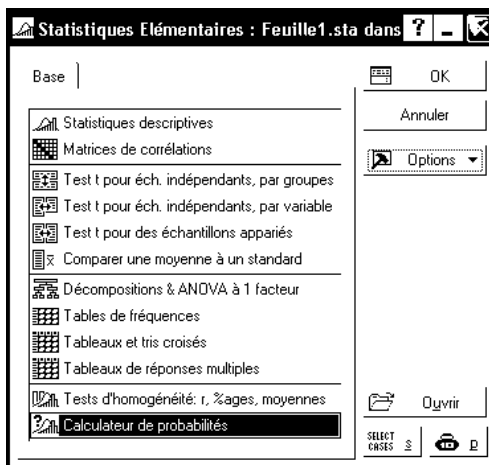 Statistiques Elémentaires : Feuille1.sta dans ? _ X
Base
OK
Annuler
Options
Statistiques descriptives
Matrices de corrélations
Test t pour éch. indépendants, par groupes
Test t pour éch. indépendants, par variable
Test t pour des échantillons appariés
Comparer une moyenne à un standard
Décompositions & ANOVA à 1 facteur
Tables de fréquences
Tableaux et tris croisés
Tableaux de réponses multiples
Tests d'homogénéité: r, %ages, moyennes
Calculateur de probabilités
Ouvrir
SELECT CASES S D